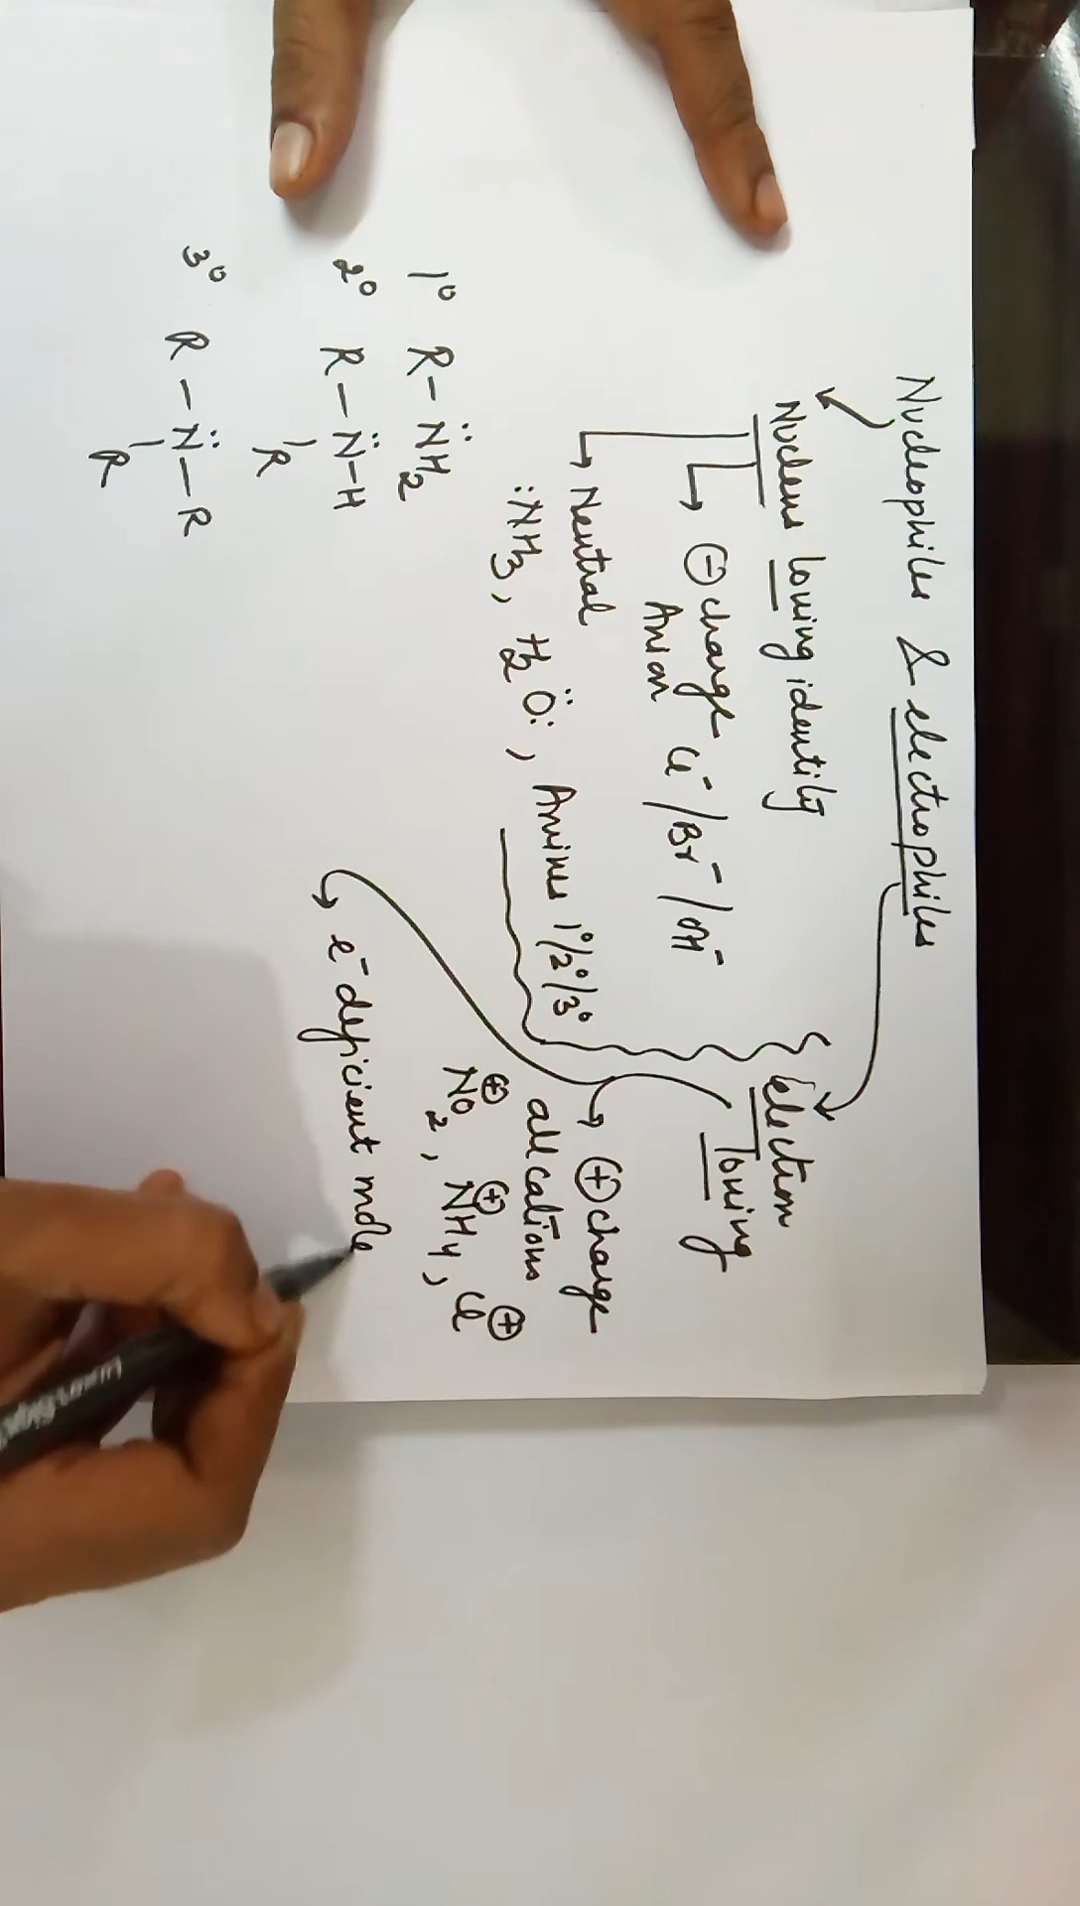 Nucleophiles & electrophiles
Nucleus loving identity
⊖ charge Cl⁻/Br⁻/OH⁻
Anion
Neutral
:NH₃, H₂Ö:, Amines 1°/2°/3°
1° R-N̈H₂
2° R-N̈-H
R
3° R-N̈-R
R
electron
loving
⊕ charge
all cations
NO₂⊕, NH₄⊕, Cl⊕
e⁻ deficient mole